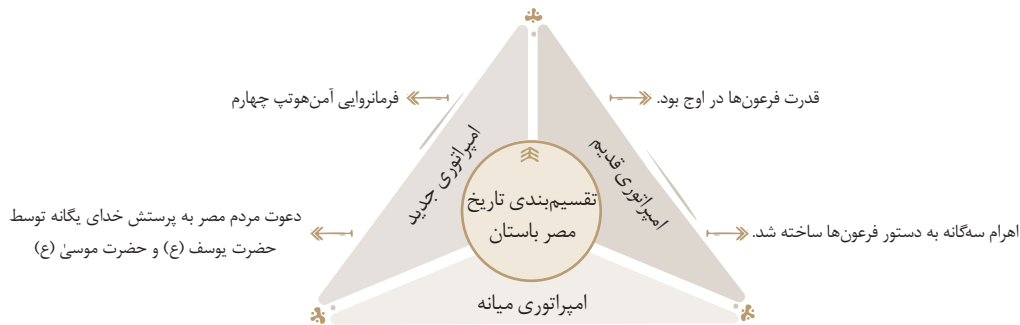 تقسیم‌بندی تاریخ
مصر باستان
امپراتوری قدیم
قدرت فرعون‌ها در اوج بود.
اهرام سه‌گانه به دستور فرعون‌ها ساخته شد.
امپراتوری میانه
امپراتوری جدید
فرمانروایی آمن‌هوتپ چهارم
دعوت مردم مصر به پرستش خدای یگانه توسط
حضرت یوسف (ع) و حضرت موسیٰ (ع)